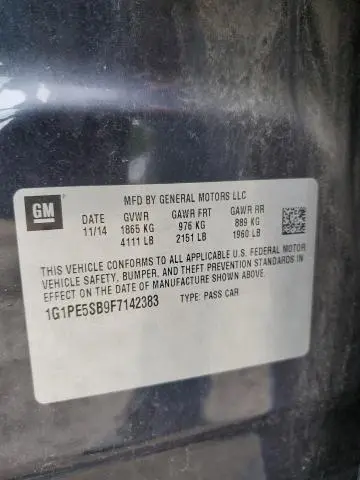 GM
MFD BY GENERAL MOTORS LLC
DATE GVWR GAWR FRT GAWR RR
11/14 1865 KG 976 KG 889 KG
4111 LB 2151 LB 1960 LB
THIS VEHICLE CONFORMS TO ALL APPLICABLE U.S. FEDERAL MOTOR
VEHICLE SAFETY, BUMPER, AND THEFT PREVENTION STANDARDS IN
EFFECT ON THE DATE OF MANUFACTURE SHOWN ABOVE.
1G1PE5SB9F7142383 TYPE: PASS CAR